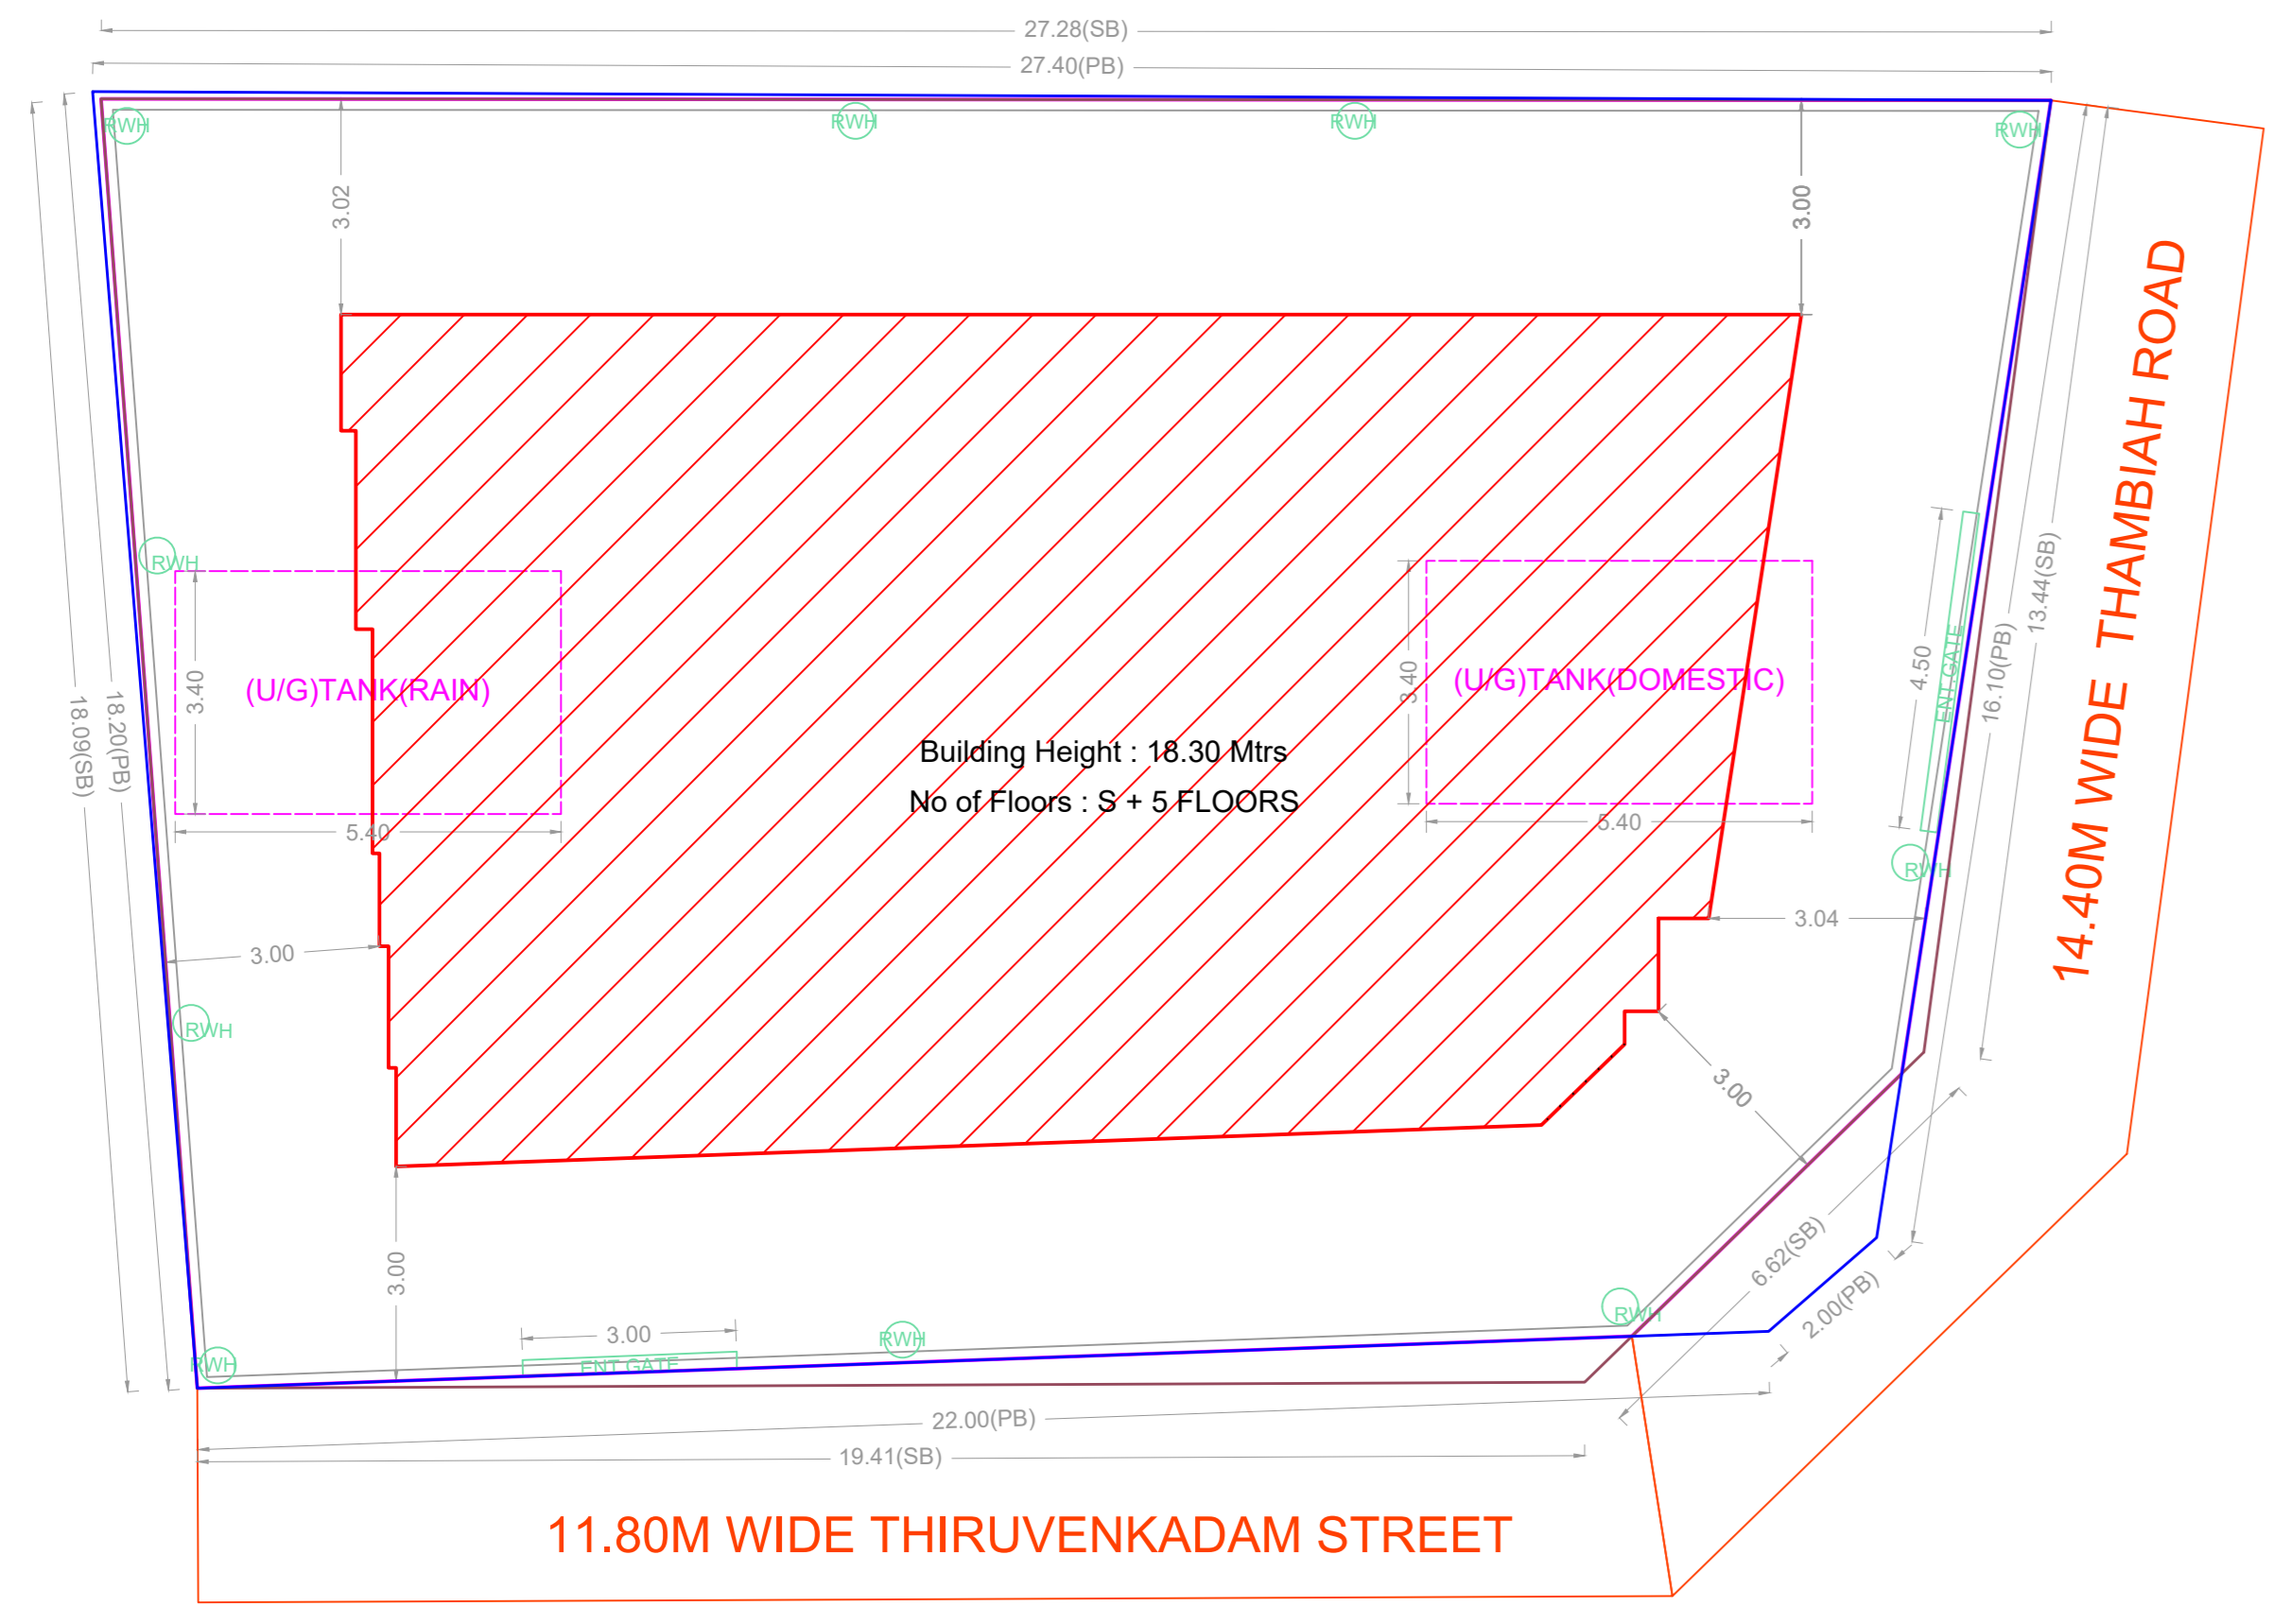 27.28(SB)
27.40(PB)
RWH
RWH
RWH
RWH
3.02
3.00
14.40M WIDE THAMBIAH ROAD
RWH
13.44(SB)
16.10(PB)
4.50
ENT.GATE
3.40
(U/G)TANK(RAIN)
3.40
(U/G)TANK(DOMESTIC)
18.09(SB)
18.20(PB)
Building Height : 18.30 Mtrs
No of Floors : S + 5 FLOORS
5.40
5.40
RWH
3.04
3.00
RWH
3.00
3.00
6.62(SB)
2.00(PB)
RWH
3.00
RWH
RWH
ENT.GATE
22.00(PB)
19.41(SB)
11.80M WIDE THIRUVENKADAM STREET